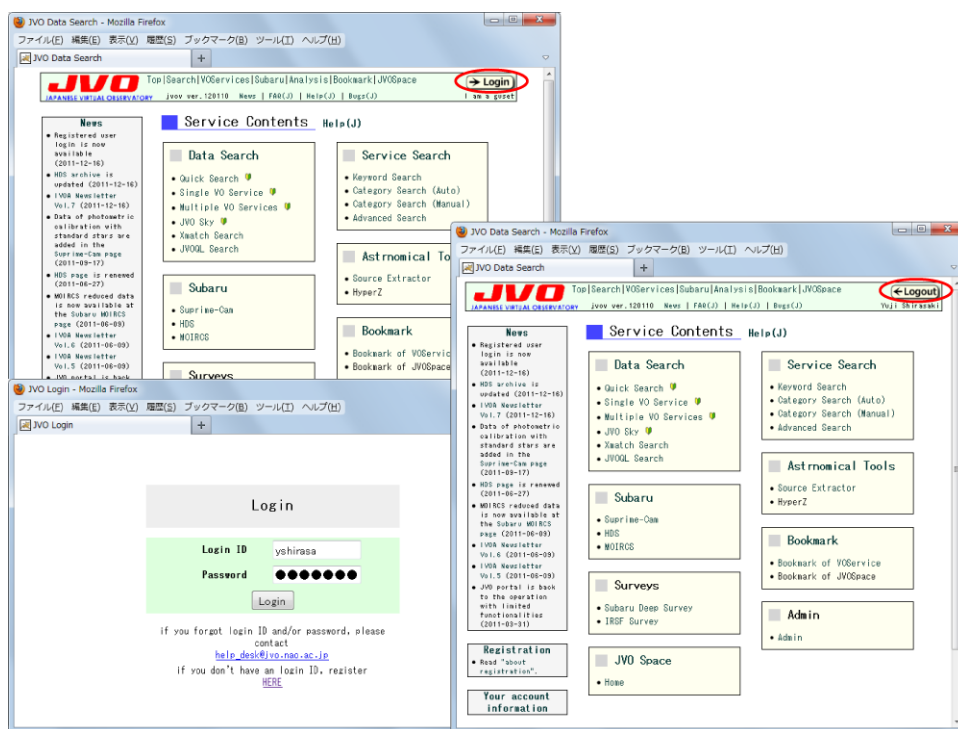 JVO Data Search - Mozilla Firefox
ファイル(F) 編集(E) 表示(V) 履歴(S) ブックマーク(B) ツール(T) ヘルプ(H)
JVO Data Search
JVO
JAPANESE VIRTUAL OBSERVATORY
Top|Search|VOServices|Subaru|Analysis|Bookmark|JVOSpace
jvov ver.120110 News | FAQ(J) | Help(J) | Bugs(J)
→ Login
I am a guset
News
Registered user
login is now
available
(2011-12-16)
HDS archive is
updated (2011-12-16)
IVOA Newsletter
Vol.7 (2011-12-16)
Data of photometric
calibration with
standard stars are
added in the
Suprime-Cam page
(2011-09-17)
HDS page is renewed
(2011-06-27)
MOIRCS reduced data
is now available at
the Subaru MOIRCS
page (2011-06-09)
IVOA Newsletter
Vol.6 (2011-06-09)
IVOA Newsletter
Vol.5 (2011-06-09)
JVO portal is back
Service Contents Help(J)
Data Search
Quick Search
Single VO Service
Multiple VO Services
JVO Sky
Xmatch Search
JVOQL Search
Subaru
Suprime-Cam
HDS
MOIRCS
Surveys
Service Search
Keyword Search
Category Search (Auto)
Category Search (Manual)
Advanced Search
Astrnomical To
Source Extractor
HyperZ
Bookmark
Bookmark of VOServic
Bookmark of JVOSpace
JVO Login - Mozilla Firefox
ファイル(F) 編集(E) 表示(V) 履歴(S) ブックマーク(B) ツール(T) ヘルプ(H)
JVO Login
Login
Login ID yshirasa
Password ●●●●●●●
Login
if you forgot login ID and/or password, please
contact
help_desk@jvo.nao.ac.jp
if you don't have an login ID, register
HERE
JVO Data Search - Mozilla Firefox
ファイル(F) 編集(E) 表示(V) 履歴(S) ブックマーク(B) ツール(T) ヘルプ(H)
JVO Data Search
JVO
JAPANESE VIRTUAL OBSERVATORY
Top|Search|VOServices|Subaru|Analysis|Bookmark|JVOSpace
jvov ver.120110 News | FAQ(J) | Help(J) | Bugs(J)
←Logout
Yuji Shirasaki
News
Registered user
login is now
available
(2011-12-16)
HDS archive is
updated (2011-12-16)
IVOA Newsletter
Vol.7 (2011-12-16)
Data of photometric
calibration with
standard stars are
added in the
Suprime-Cam page
(2011-09-17)
HDS page is renewed
(2011-06-27)
MOIRCS reduced data
is now available at
the Subaru MOIRCS
page (2011-06-09)
IVOA Newsletter
Vol.6 (2011-06-09)
IVOA Newsletter
Vol.5 (2011-06-09)
JVO portal is back
to the operation
with limited
functionalities
(2011-03-31)
Registration
Read "about
registration".
Your account
information
Service Contents Help(J)
Data Search
Quick Search
Single VO Service
Multiple VO Services
JVO Sky
Xmatch Search
JVOQL Search
Subaru
Suprime-Cam
HDS
MOIRCS
Surveys
Subaru Deep Survey
IRSF Survey
JVO Space
Home
Service Search
Keyword Search
Category Search (Auto)
Category Search (Manual)
Advanced Search
Astrnomical Tools
Source Extractor
HyperZ
Bookmark
Bookmark of VOService
Bookmark of JVOSpace
Admin
Admin